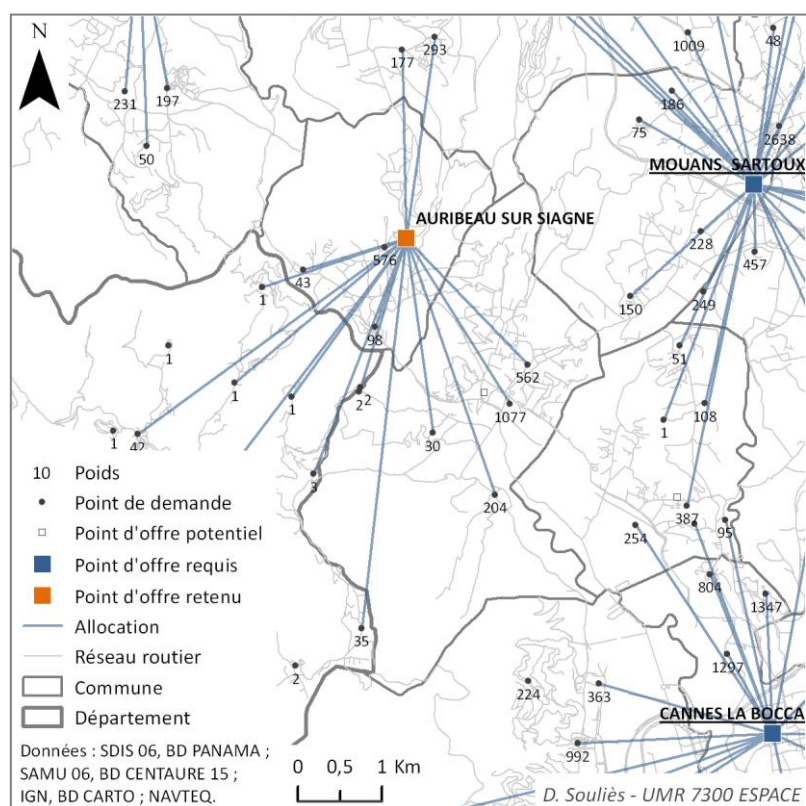 N
177
293
1009
48
231
197
186
75
2638
50
MOUANS SARTOUX
AURIBEAU SUR SIAGNE
576
228
457
43
1
150
249
98
1
51
562
1
1
2
2
1077
108
1
1
42
30
3
204
387
254
95
804
1347
35
2
1297
224
363
CANNES LA BOCCA
992
10 Poids
Point de demande
Point d'offre potentiel
Point d'offre requis
Point d'offre retenu
Allocation
Réseau routier
Commune
Département
Données : SDIS 06, BD PANAMA ;
SAMU 06, BD CENTAURE 15 ;
IGN, BD CARTO ; NAVTEQ.
0 0,5 1 Km
D. Souliès - UMR 7300 ESPACE